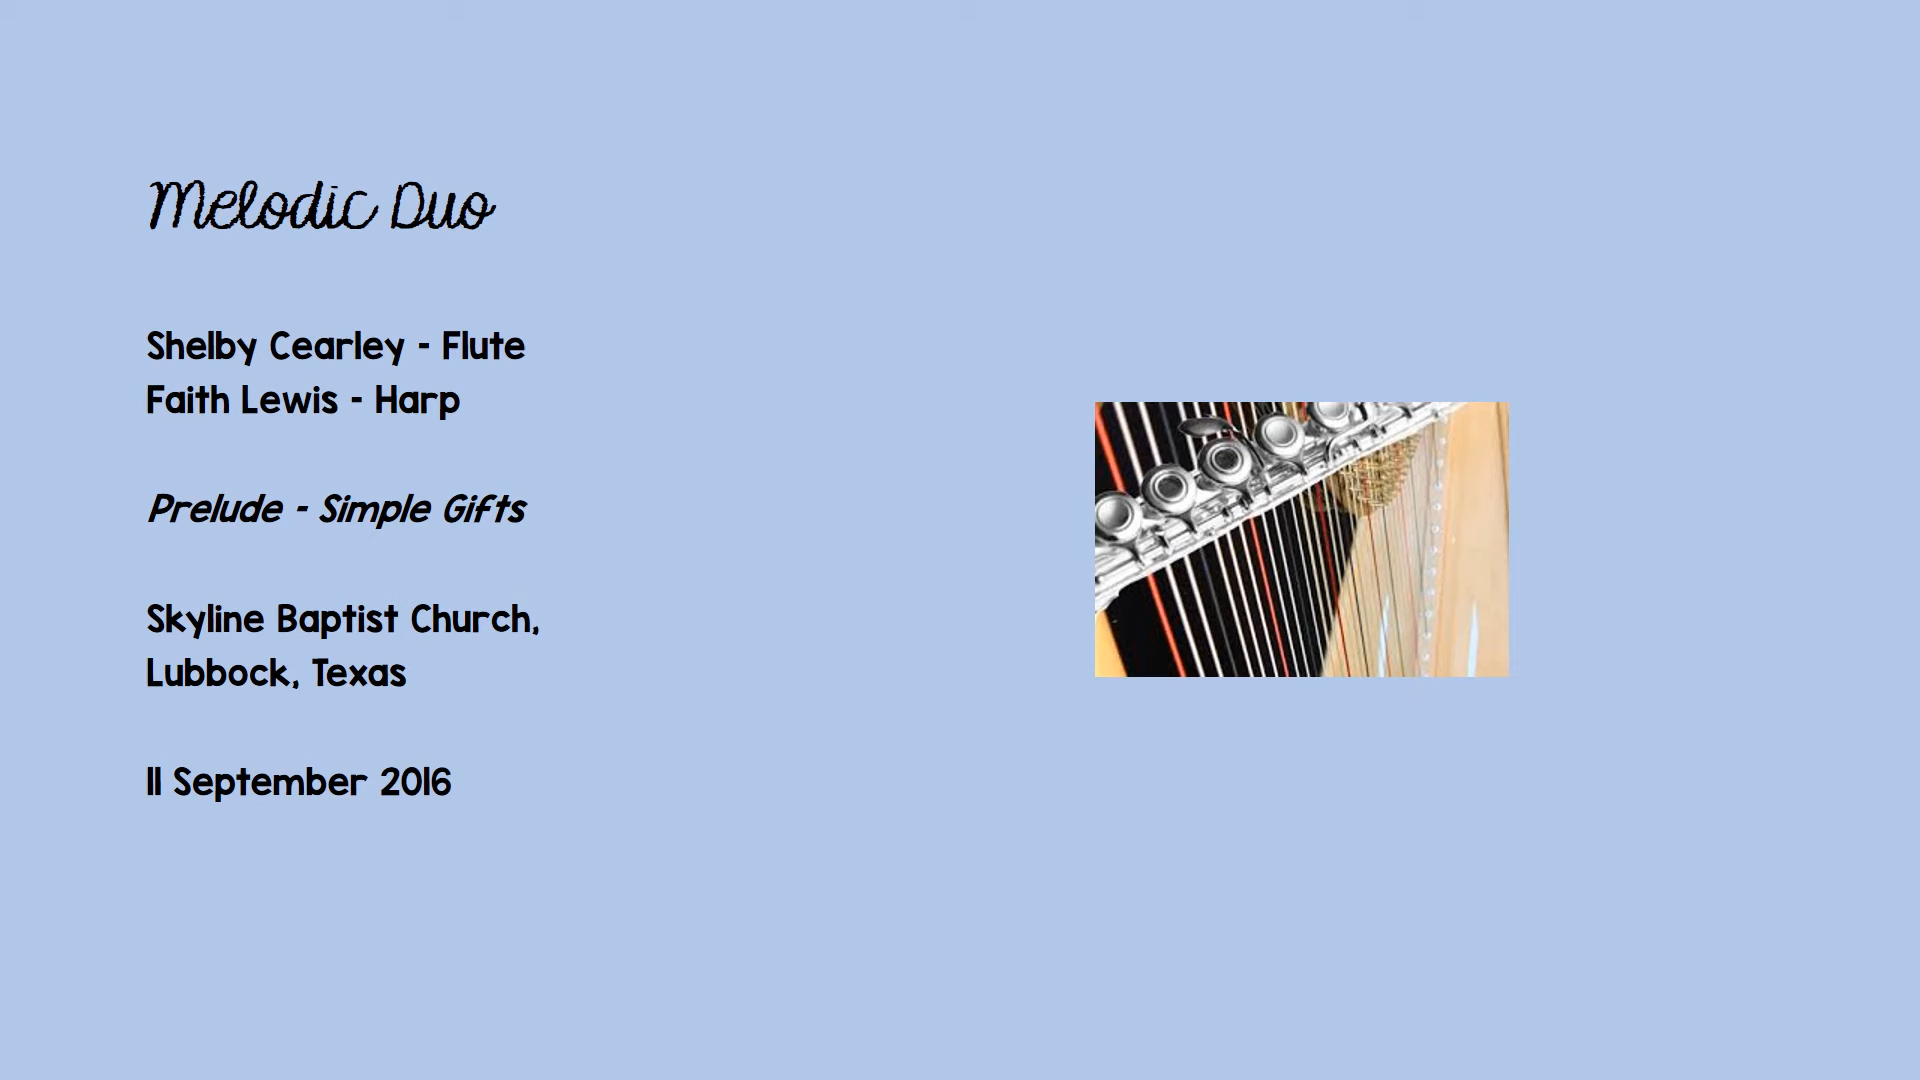 Melodic Duo
Shelby Cearley - Flute
Faith Lewis - Harp
Prelude - Simple Gifts
Skyline Baptist Church,
Lubbock, Texas
11 September 2016